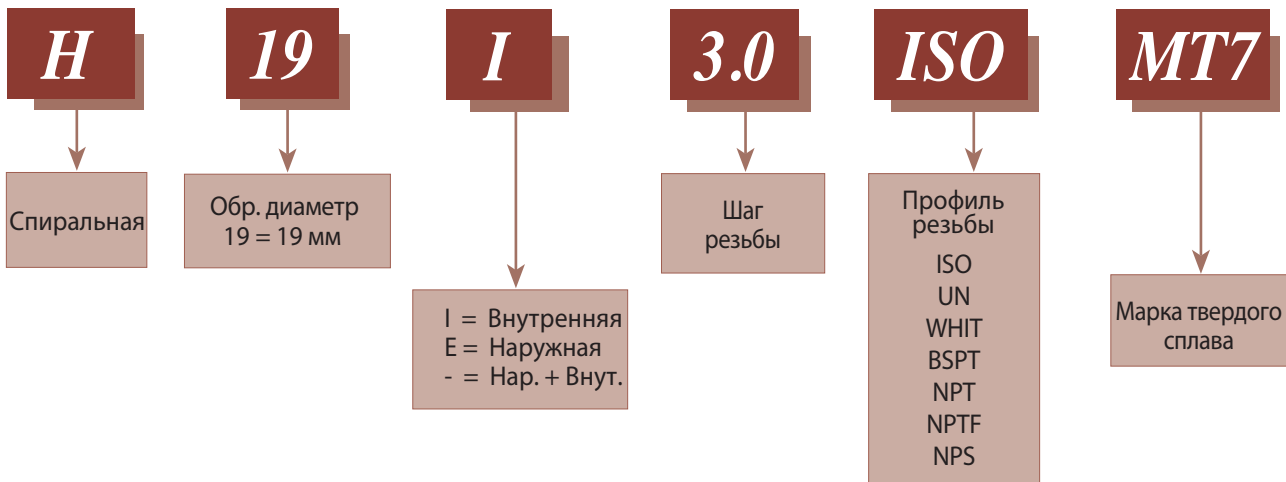 H 19 I 3.0 ISO MT7
Спиральная
Обр. диаметр
19 = 19 мм
I = Внутренняя
E = Наружная
- = Нар. + Внут.
Шаг
резьбы
Профиль
резьбы
ISO
UN
WHIT
BSPT
NPT
NPTF
NPS
Марка твердого
сплава